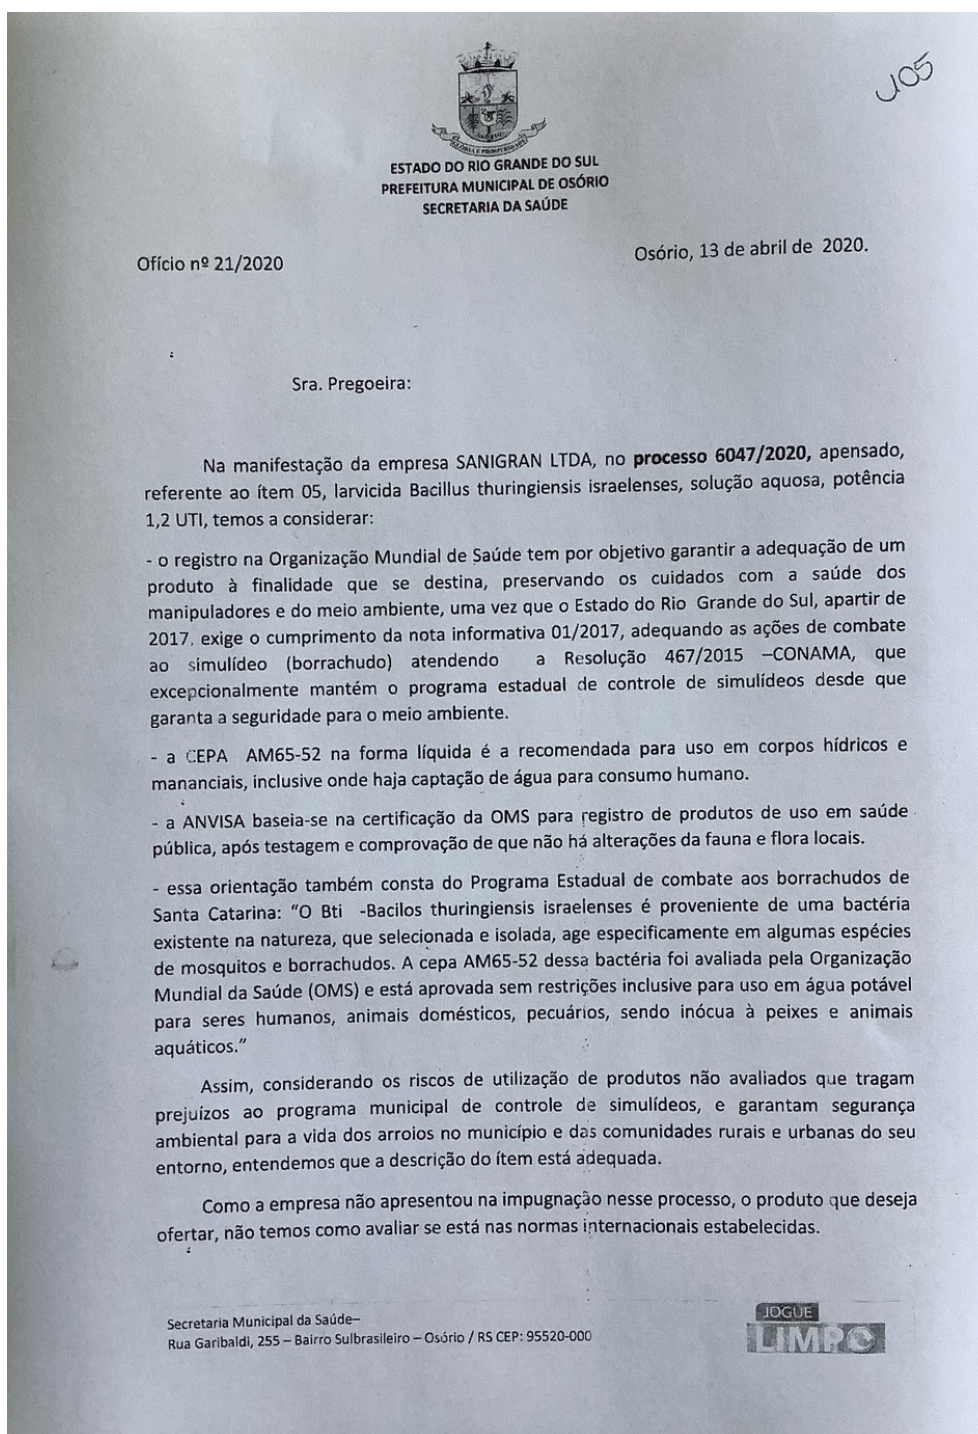 105
ESTADO DO RIO GRANDE DO SUL
PREFEITURA MUNICIPAL DE OSÓRIO
SECRETARIA DA SAÚDE
Osório, 13 de abril de 2020.
Ofício nº 21/2020
Sra. Pregoeira:
Na manifestação da empresa SANIGRAN LTDA, no processo 6047/2020, apensado,
referente ao ítem 05, larvicida Bacillus thuringiensis israelenses, solução aquosa, potência
1,2 UTI, temos a considerar:
- o registro na Organização Mundial de Saúde tem por objetivo garantir a adequação de um
produto à finalidade que se destina, preservando os cuidados com a saúde dos
manipuladores e do meio ambiente, uma vez que o Estado do Rio Grande do Sul, apartir de
2017, exige o cumprimento da nota informativa 01/2017, adequando as ações de combate
ao simulídeo (borrachudo) atendendo a Resolução 467/2015 –CONAMA, que
excepcionalmente mantém o programa estadual de controle de simulídeos desde que
garanta a seguridade para o meio ambiente.
- a CEPA AM65-52 na forma líquida é a recomendada para uso em corpos hídricos e
mananciais, inclusive onde haja captação de água para consumo humano.
- a ANVISA baseia-se na certificação da OMS para registro de produtos de uso em saúde
pública, após testagem e comprovação de que não há alterações da fauna e flora locais.
- essa orientação também consta do Programa Estadual de combate aos borrachudos de
Santa Catarina: “O Bti -Bacilos thuringiensis israelenses é proveniente de uma bactéria
existente na natureza, que selecionada e isolada, age especificamente em algumas espécies
de mosquitos e borrachudos. A cepa AM65-52 dessa bactéria foi avaliada pela Organização
Mundial da Saúde (OMS) e está aprovada sem restrições inclusive para uso em água potável
para seres humanos, animais domésticos, pecuários, sendo inócua à peixes e animais
aquáticos.”
Assim, considerando os riscos de utilização de produtos não avaliados que tragam
prejuízos ao programa municipal de controle de simulídeos, e garantam segurança
ambiental para a vida dos arroios no município e das comunidades rurais e urbanas do seu
entorno, entendemos que a descrição do ítem está adequada.
Como a empresa não apresentou na impugnação nesse processo, o produto que deseja
ofertar, não temos como avaliar se está nas normas internacionais estabelecidas.
Secretaria Municipal da Saúde–
Rua Garibaldi, 255 – Bairro Sulbrasileiro – Osório / RS CEP: 95520-000
JOGUE
LIMPO